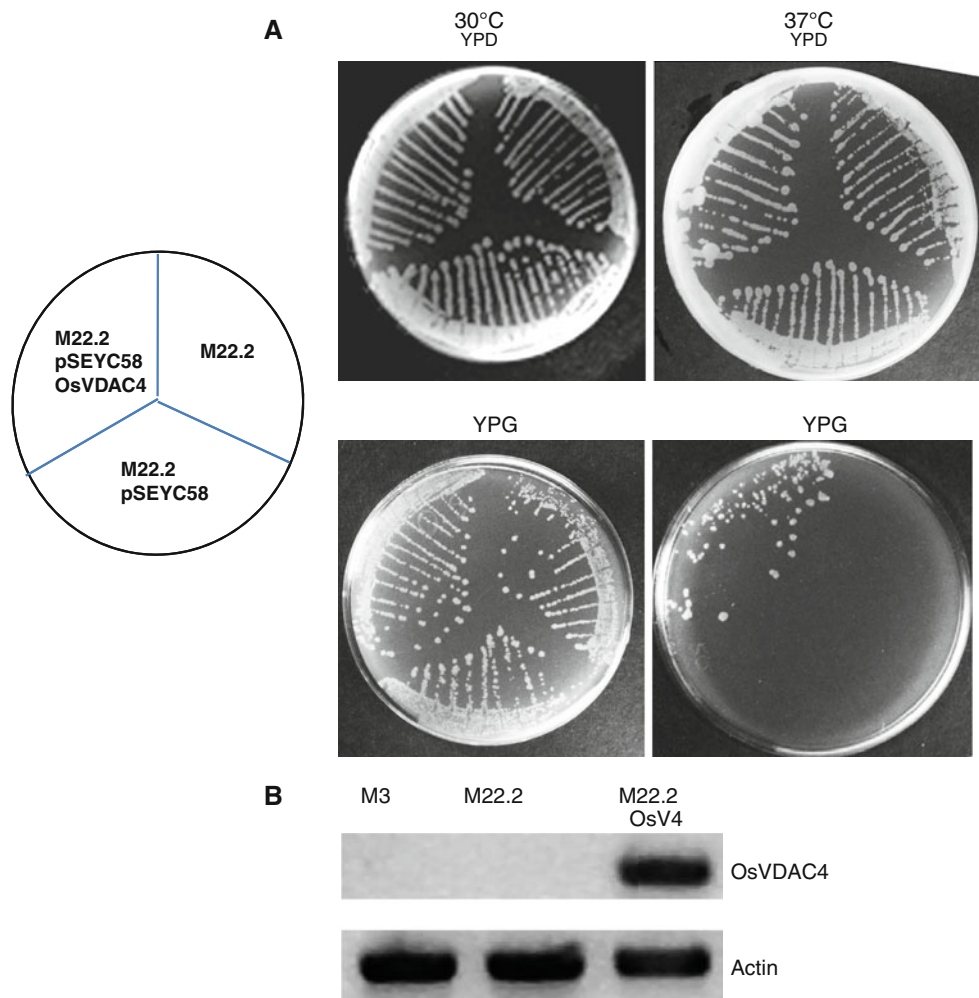 A
30°C
YPD
37°C
YPD
M22.2
pSEYC58
OsVDAC4
M22.2
M22.2
pSEYC58
YPG
YPG
B
M3
M22.2
M22.2
OsV4
OsVDAC4
Actin